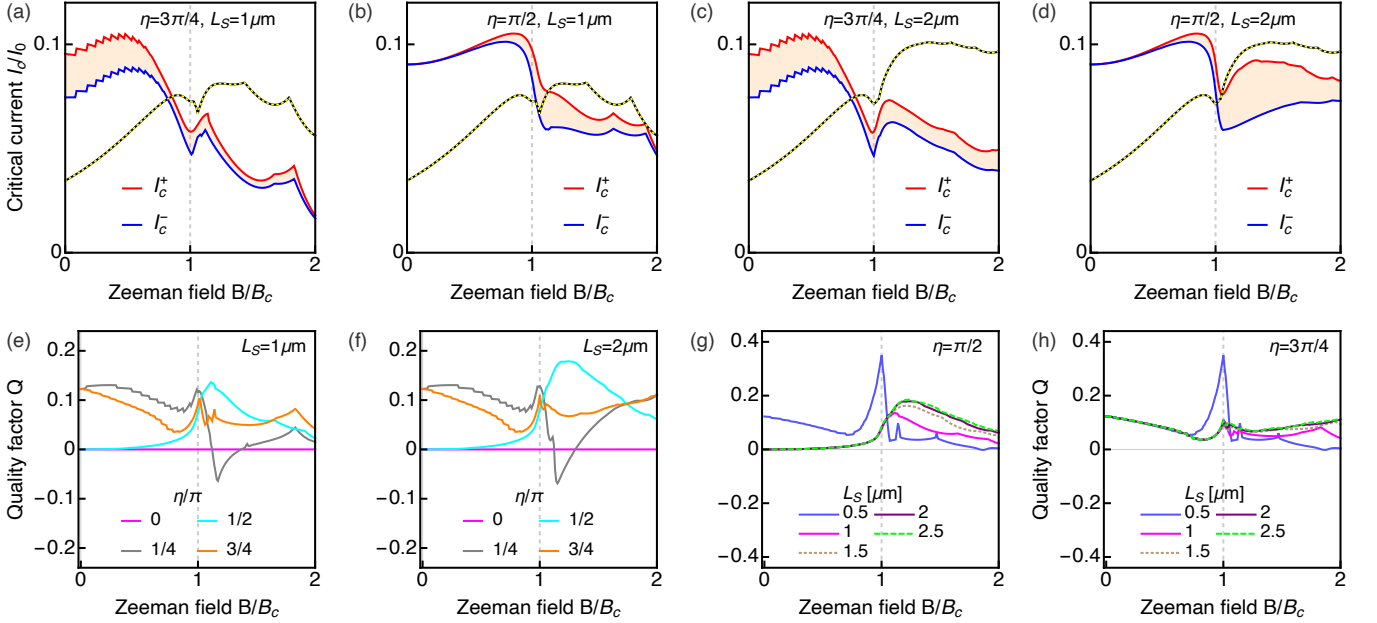 (a) η=3π/4, L_S=1μm
Critical current I_c/I_0
0.1
0
I_c^+
I_c^-
0 1 2
Zeeman field B/B_c
(b) η=π/2, L_S=1μm
0.1
0
I_c^+
I_c^-
0 1 2
Zeeman field B/B_c
(c) η=3π/4, L_S=2μm
0.1
0
I_c^+
I_c^-
0 1 2
Zeeman field B/B_c
(d) η=π/2, L_S=2μm
0.1
0
I_c^+
I_c^-
0 1 2
Zeeman field B/B_c
(e) L_S=1μm
Quality factor Q
0.2
0.1
0
−0.1
−0.2
η/π
0 1/2
1/4 3/4
0 1 2
Zeeman field B/B_c
(f) L_S=2μm
0.2
0.1
0
−0.1
−0.2
η/π
0 1/2
1/4 3/4
0 1 2
Zeeman field B/B_c
(g) η=π/2
0.4
0.2
0
−0.2
−0.4
L_S [μm]
0.5 2
1 2.5
1.5
0 1 2
Zeeman field B/B_c
(h) η=3π/4
Quality factor Q
0.4
0.2
0
−0.2
−0.4
L_S [μm]
0.5 2
1 2.5
1.5
0 1 2
Zeeman field B/B_c